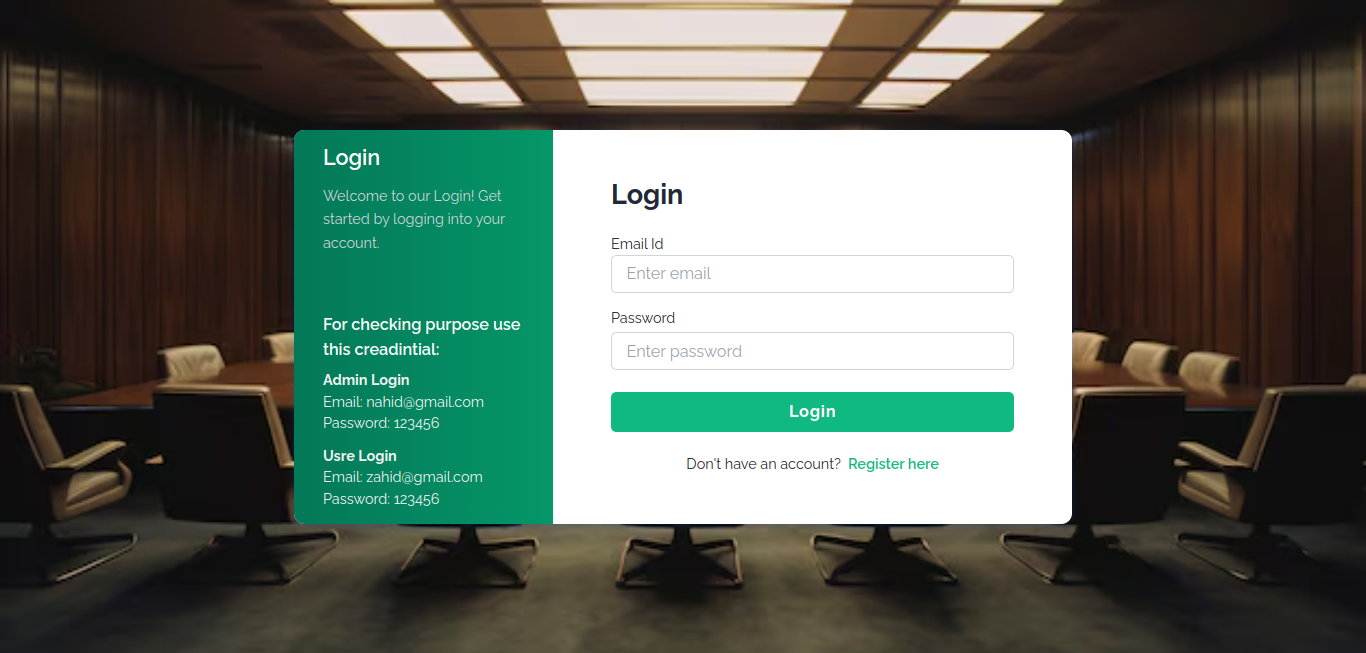 Login
Welcome to our Login! Get
started by logging into your
account.
For checking purpose use
this creadintial:
Admin Login
Email: nahid@gmail.com
Password: 123456
Usre Login
Email: zahid@gmail.com
Password: 123456
Login
Email Id
Enter email
Password
Enter password
Login
Don't have an account? Register here